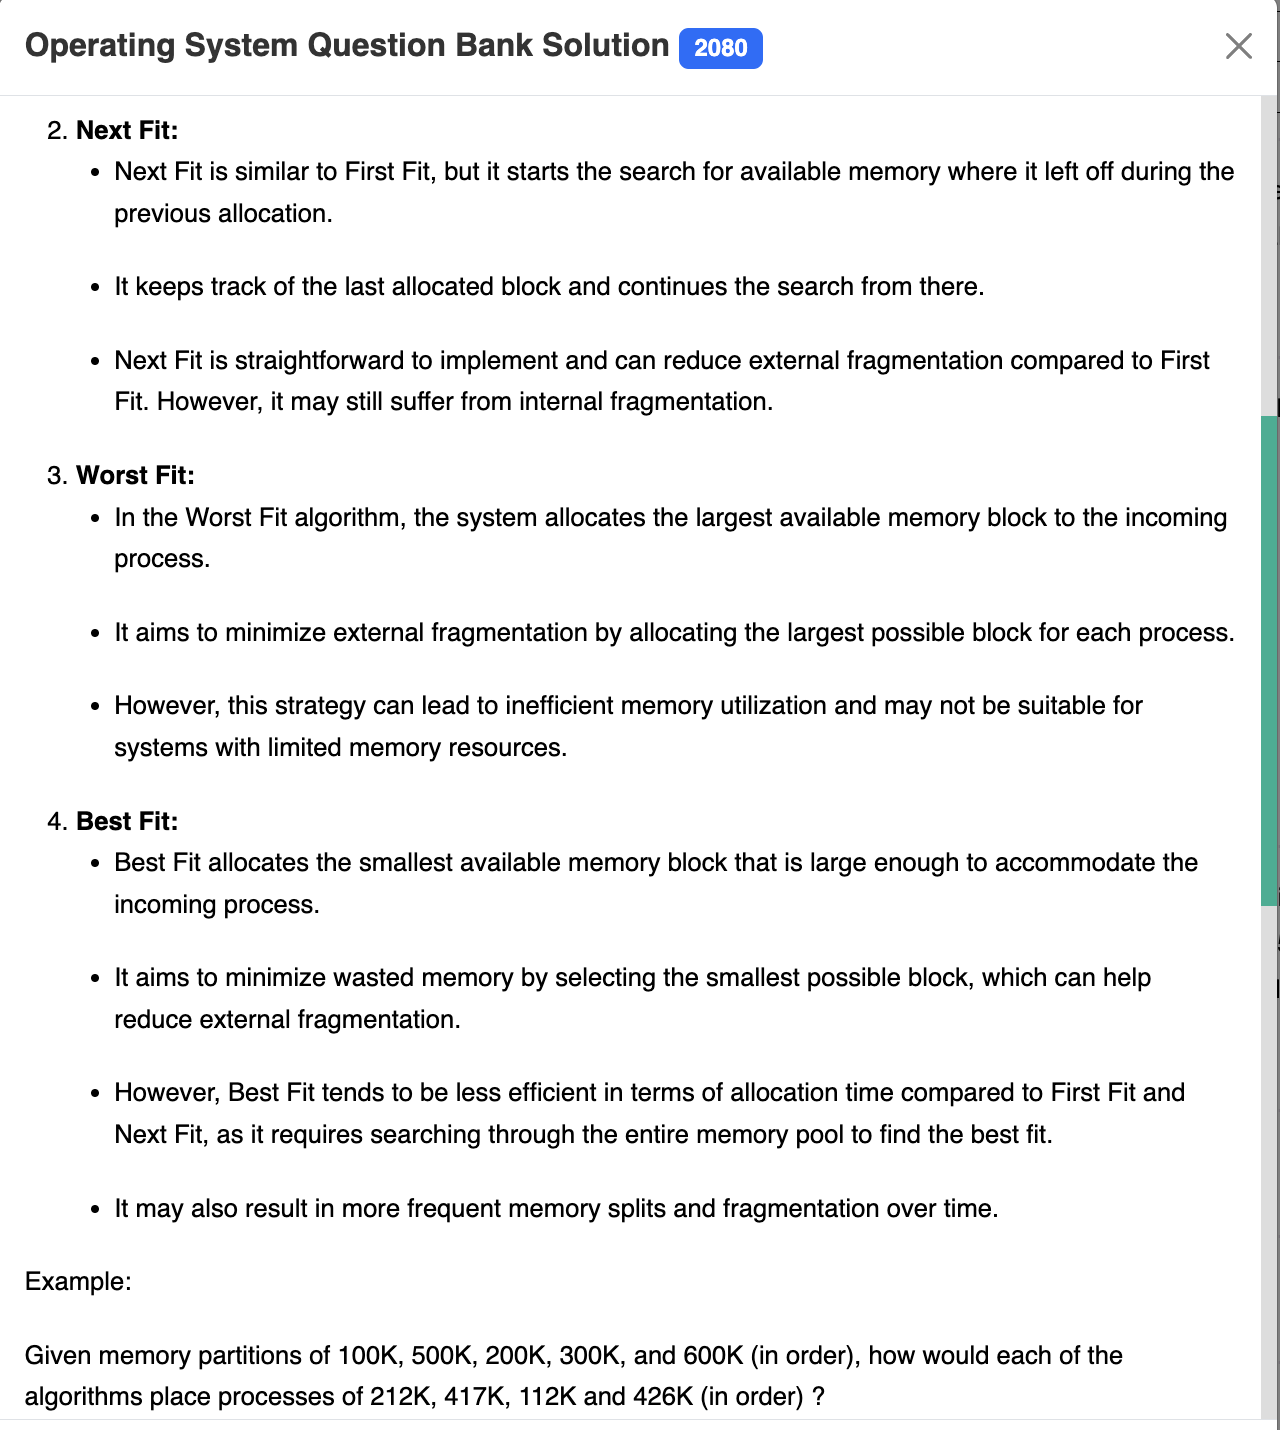 Operating System Question Bank Solution 2080
2. Next Fit:
• Next Fit is similar to First Fit, but it starts the search for available memory where it left off during the
previous allocation.
• It keeps track of the last allocated block and continues the search from there.
• Next Fit is straightforward to implement and can reduce external fragmentation compared to First
Fit. However, it may still suffer from internal fragmentation.
3. Worst Fit:
• In the Worst Fit algorithm, the system allocates the largest available memory block to the incoming
process.
• It aims to minimize external fragmentation by allocating the largest possible block for each process.
• However, this strategy can lead to inefficient memory utilization and may not be suitable for
systems with limited memory resources.
4. Best Fit:
• Best Fit allocates the smallest available memory block that is large enough to accommodate the
incoming process.
• It aims to minimize wasted memory by selecting the smallest possible block, which can help
reduce external fragmentation.
• However, Best Fit tends to be less efficient in terms of allocation time compared to First Fit and
Next Fit, as it requires searching through the entire memory pool to find the best fit.
• It may also result in more frequent memory splits and fragmentation over time.
Example:
Given memory partitions of 100K, 500K, 200K, 300K, and 600K (in order), how would each of the
algorithms place processes of 212K, 417K, 112K and 426K (in order) ?